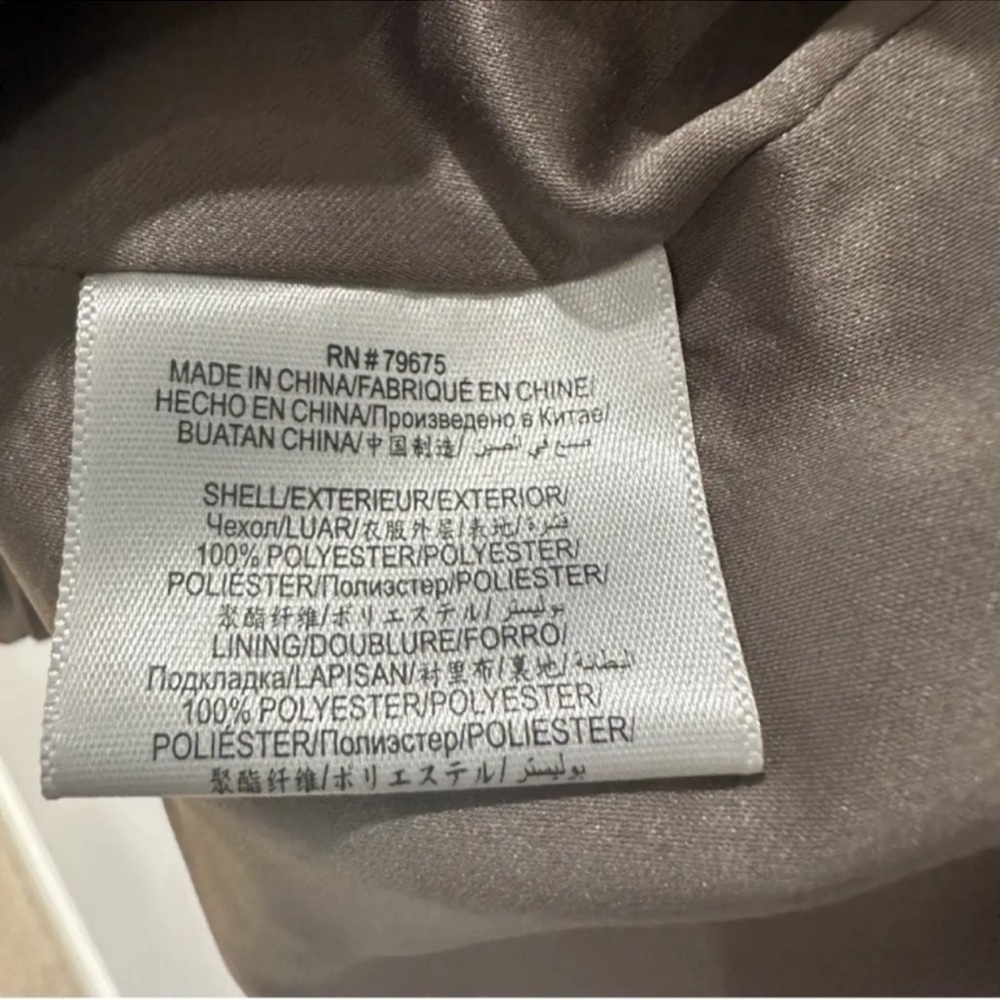 RN # 79675
MADE IN CHINA/FABRIQUÉ EN CHINE/
HECHO EN CHINA/Произведено в Китае/
BUATAN CHINA/中国制造/ صنع في الصين
SHELL/EXTERIEUR/EXTERIOR/
Чехол/LUAR/衣服外层/表地/قشرة
100% POLYESTER/POLYESTER/
POLIÉSTER/Полиэстер/POLIESTER/
聚酯纤维/ポリエステル/ بوليستر
LINING/DOUBLURE/FORRO/
Подкладка/LAPISAN/衬里布/裏地/ البطانة
100% POLYESTER/POLYESTER/
POLIÉSTER/Полиэстер/POLIESTER/
聚酯纤维/ポリエステル/ بوليستر